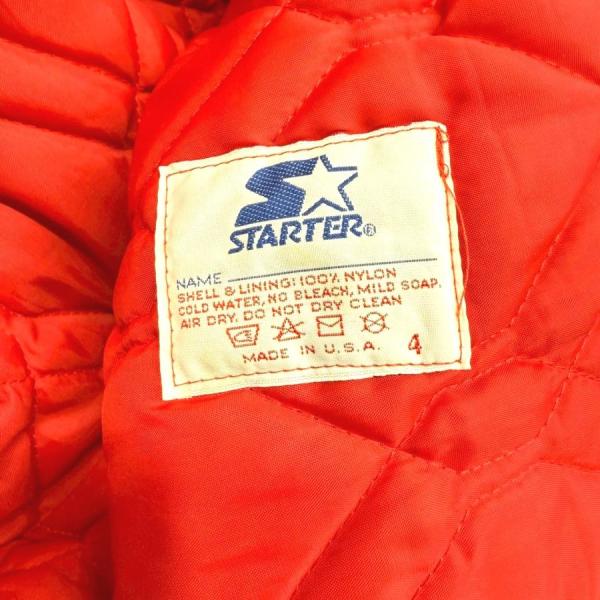 STARTER®
NAME
SHELL & LINING: 100% NYLON
COLD WATER, NO BLEACH, MILD SOAP.
AIR DRY. DO NOT DRY CLEAN
MADE IN U.S.A. 4